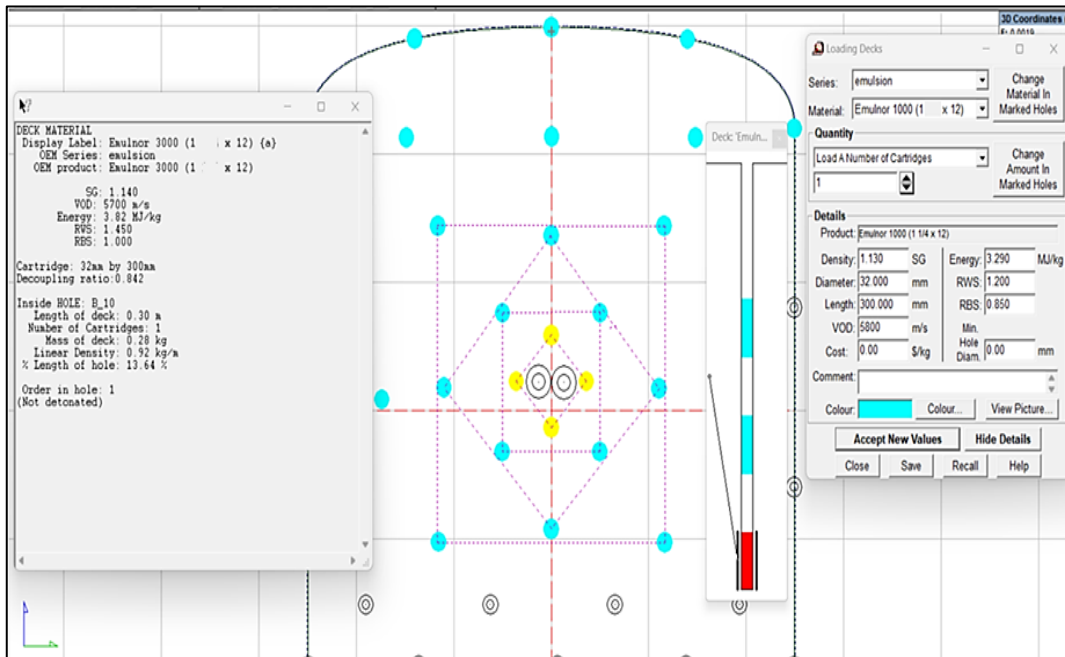 3D Coordinates
E: 0.0019
DECK MATERIAL
Display Label: Emulnor 3000 (1 x 12) {a}
OEM Series: emulsion
OEM product: Emulnor 3000 (1 x 12)
SG: 1.140
VOD: 5700 m/s
Energy: 3.82 MJ/kg
RWS: 1.450
RBS: 1.000
Cartridge: 32mm by 300mm
Decoupling ratio:0.842
Inside HOLE: B_10
Length of deck: 0.30 m
Number of Cartridges: 1
Mass of deck: 0.28 kg
Linear Density: 0.92 kg/m
% Length of hole: 13.64 %
Order in hole: 1
(Not detonated)
Deck: 'Emuln...
Loading Decks
Series: emulsion
Change Material In Marked Holes
Material: Emulnor 1000 (1 x 12)
Quantity
Load A Number of Cartridges
Change Amount In Marked Holes
1
Details
Product: Emulnor 1000 (1 1/4 x 12)
Density: 1.130 SG Energy: 3.290 MJ/kg
Diameter: 32.000 mm RWS: 1.200
Length: 300.000 mm RBS: 0.850
VOD: 5800 m/s Min. Hole Diam. 0.00 mm
Cost: 0.00 $/kg
Comment:
Colour: Colour... View Picture...
Accept New Values Hide Details
Close Save Recall Help